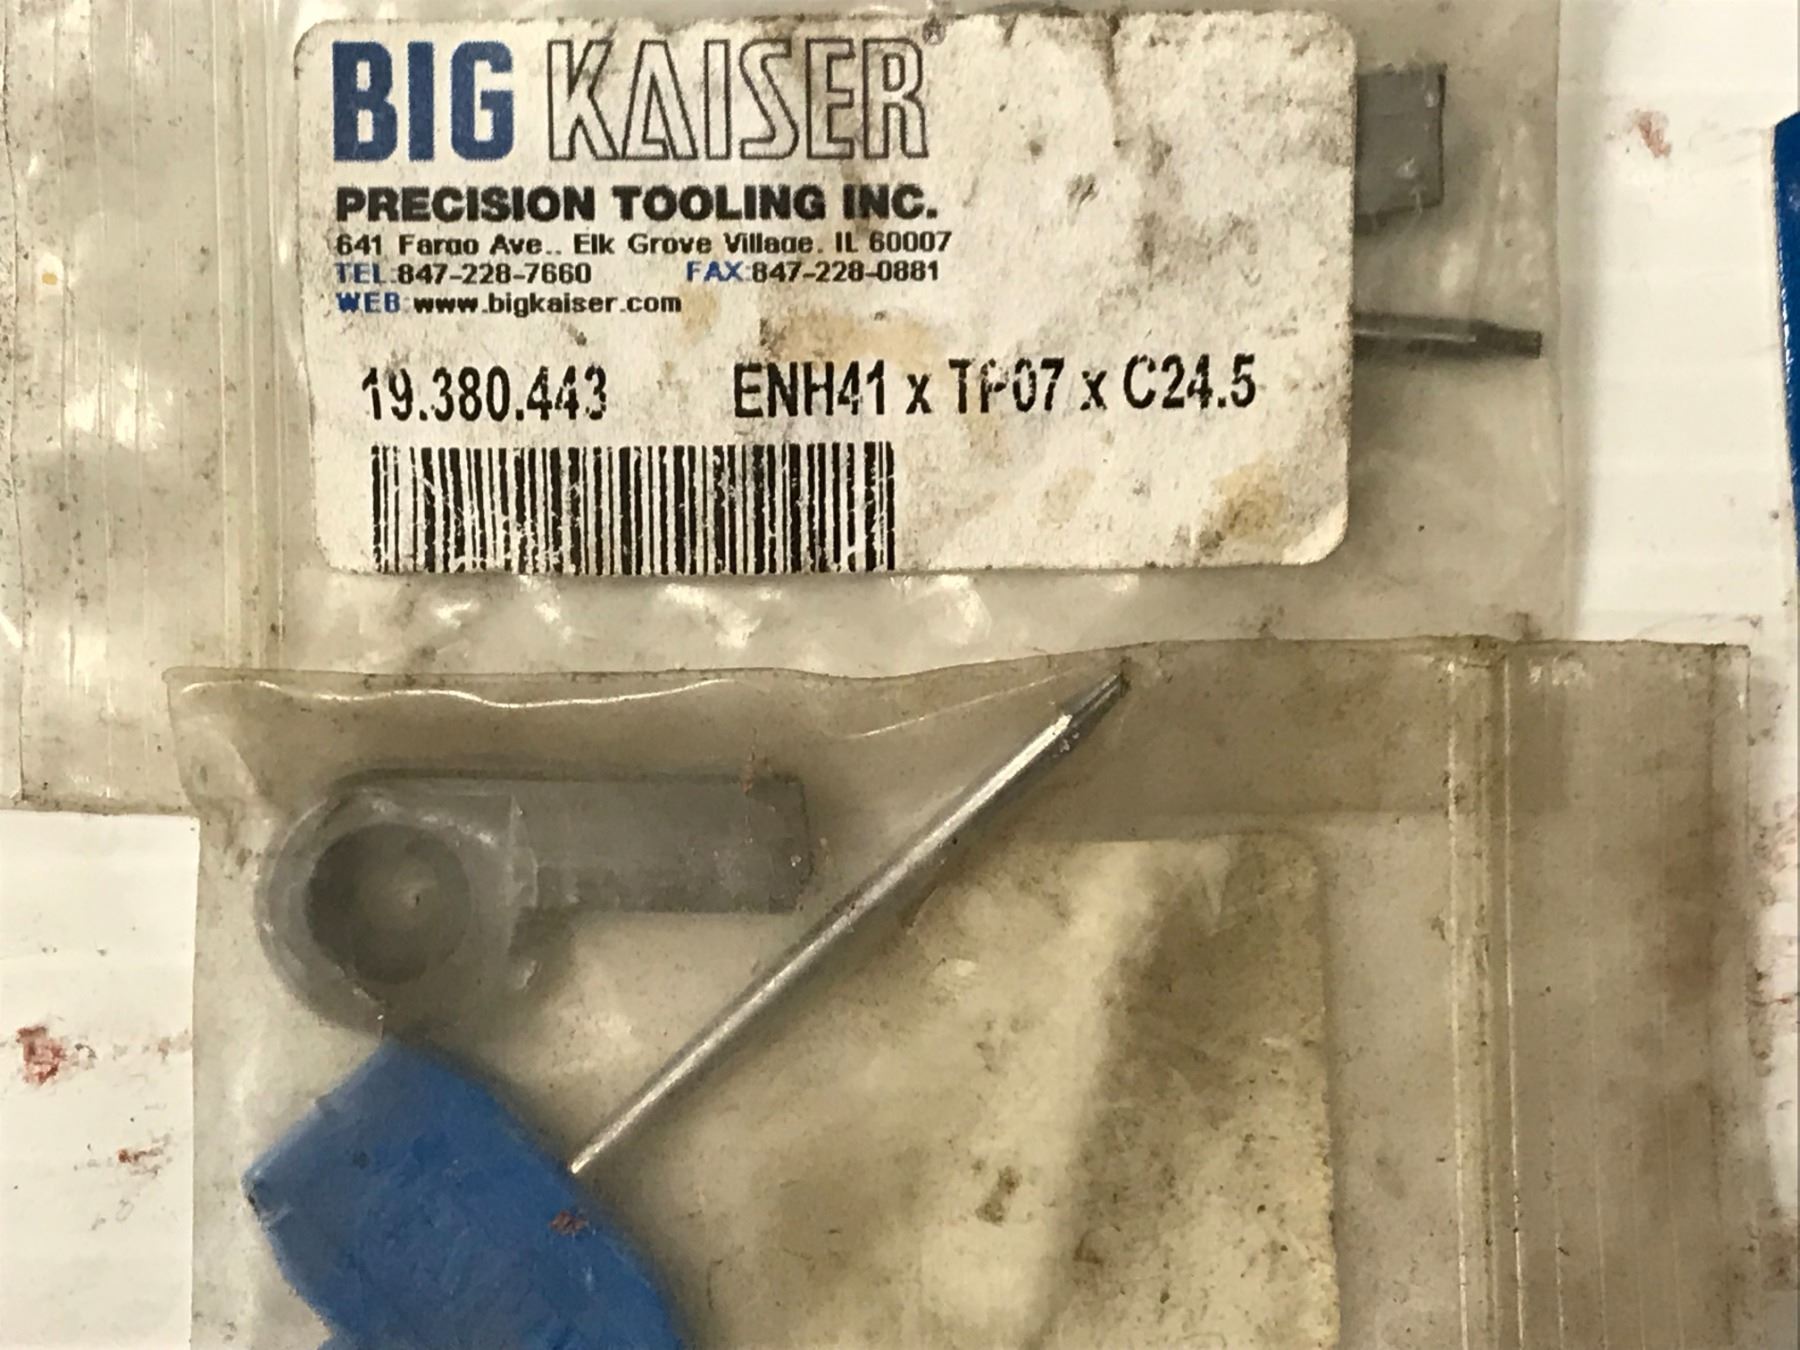 BIG KAISER®
PRECISION TOOLING INC.
641 Fargo Ave., Elk Grove Village, IL 60007
TEL:847-228-7660 FAX:847-228-0881
WEB:www.bigkaiser.com
19.380.443 ENH41 x TP07 x C24.5